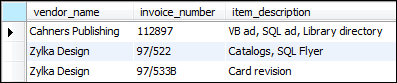 vendor_name invoice_number item_description
Cahners Publishing 112897 VB ad, SQL ad, Library directory
Zylka Design 97/522 Catalogs, SQL Flyer
Zylka Design 97/533B Card revision